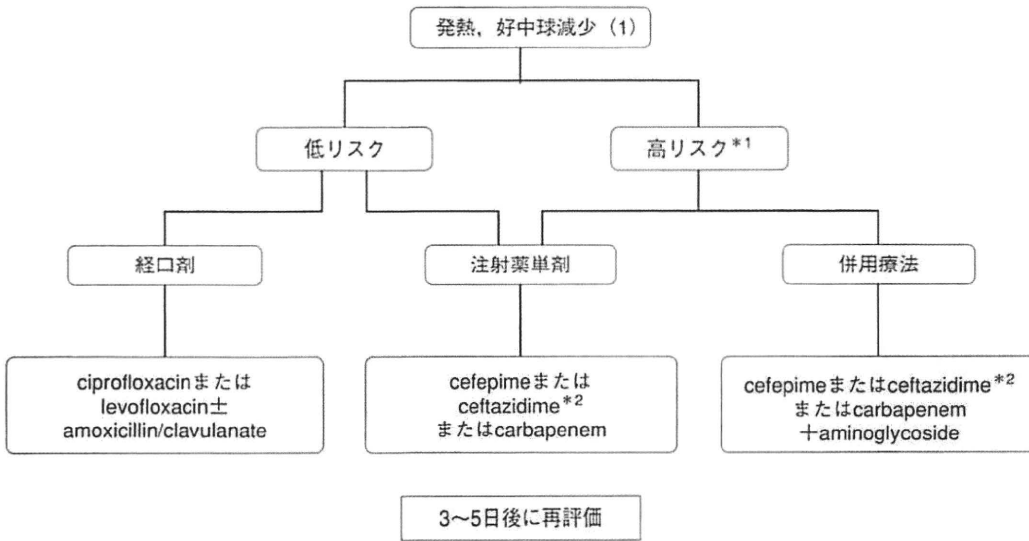 発熱，好中球減少（1）
低リスク
高リスク*1
経口剤
注射薬単剤
併用療法
ciprofloxacinまたは
levofloxacin±
amoxicillin/clavulanate
cefepimeまたは
ceftazidime*2
またはcarbapenem
cefepimeまたはceftazidime*2
またはcarbapenem
＋aminoglycoside
3〜5日後に再評価